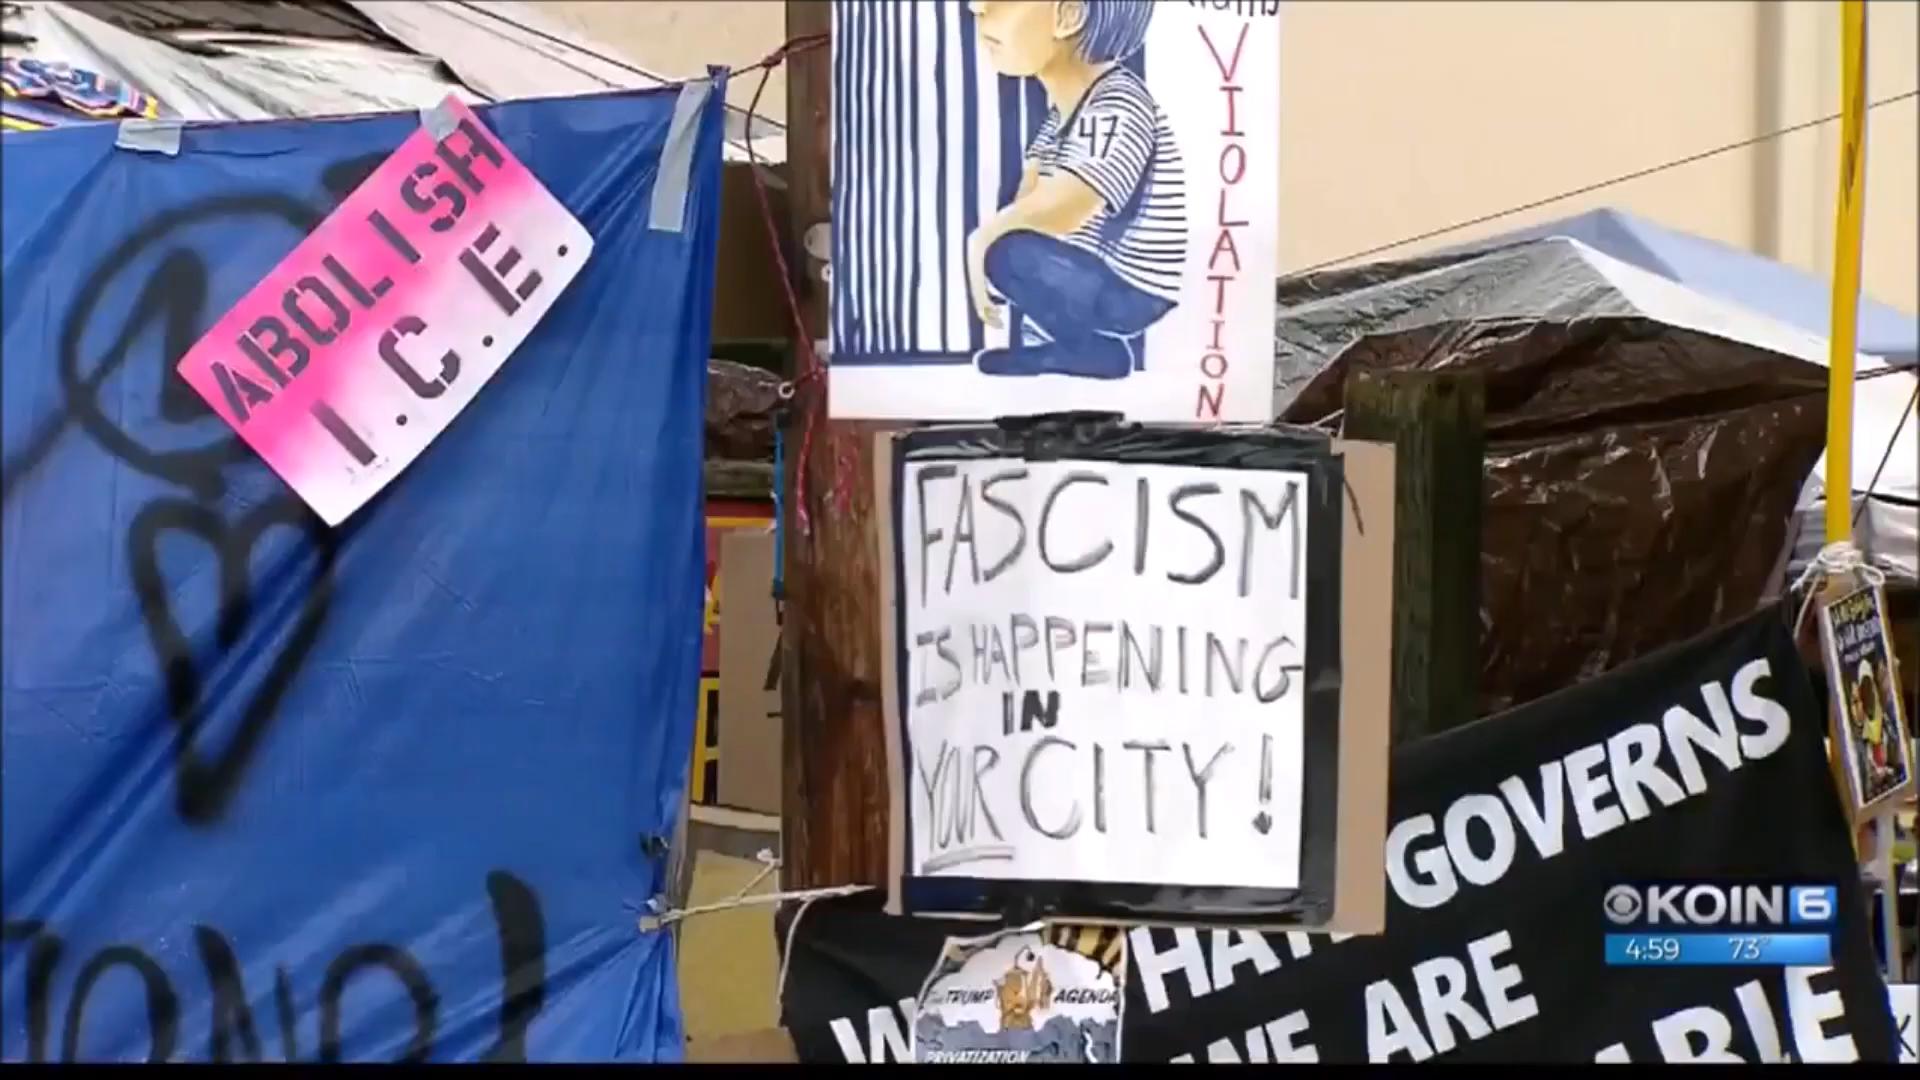 ABOLISH
I.C.E.
47
VIOLATION
FASCISM
IS HAPPENING
IN
YOUR CITY!
GOVERNS
WE ARE
THE TRUMP AGENDA
PRIVATIZATION
KOIN 6
4:59 73°